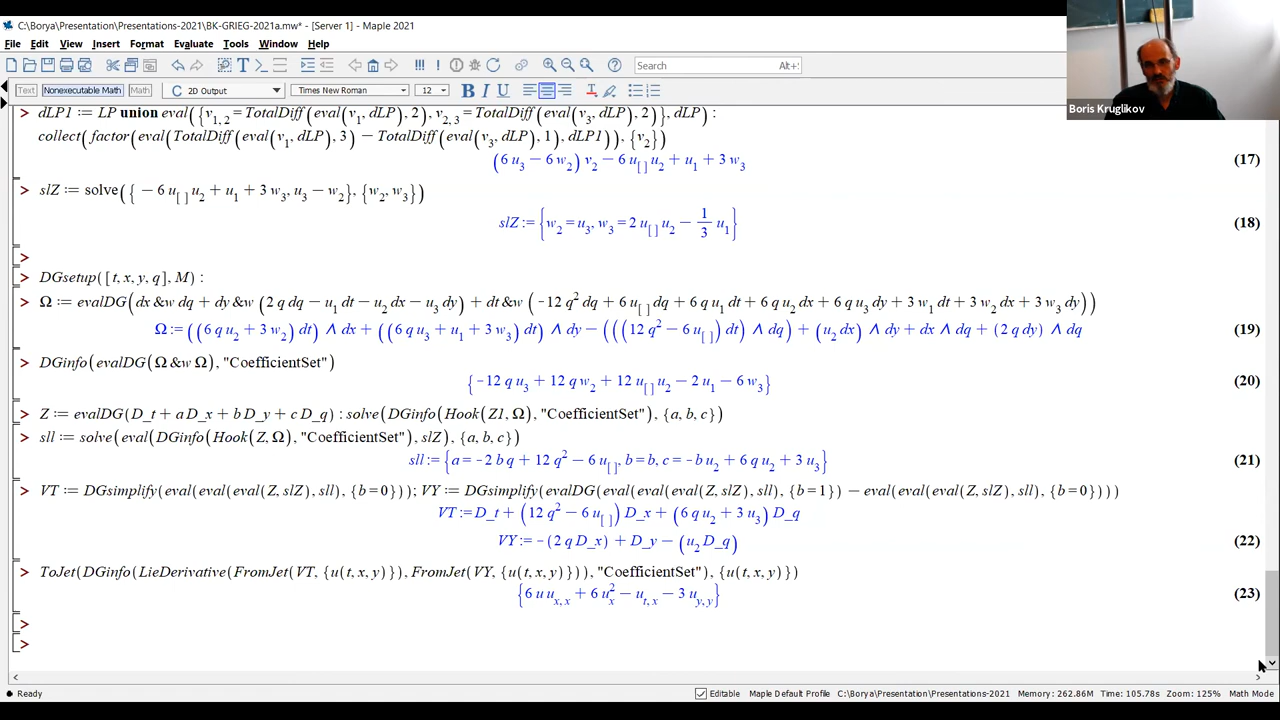 C:\Borya\Presentation\Presentations-2021\BK-GRIEG-2021a.mw* - [Server 1] - Maple 2021
File Edit View Insert Format Evaluate Tools Window Help
Search Alt+S/
Text Nonexecutable Math Math C 2D Output Times New Roman 12 B I U
Boris Kruglikov
> dLP1 := LP union eval({v_{1,2} = TotalDiff(eval(v_1, dLP), 2), v_{2,3} = TotalDiff(eval(v_3, dLP), 2)}, dLP) :
collect(factor(eval(TotalDiff(eval(v_1, dLP), 3) − TotalDiff(eval(v_3, dLP), 1), dLP1)), {v_2})
(6 u_3 − 6 w_2) v_2 − 6 u_{[ ]} u_2 + u_1 + 3 w_3 (17)
> slZ := solve({ − 6 u_{[ ]} u_2 + u_1 + 3 w_3, u_3 − w_2}, {w_2, w_3})
slZ := {w_2 = u_3, w_3 = 2 u_{[ ]} u_2 − 1/3 u_1} (18)
>
> DGsetup([t, x, y, q], M) :
> Ω := evalDG(dx &w dq + dy &w (2 q dq − u_1 dt − u_2 dx − u_3 dy) + dt &w (−12 q^2 dq + 6 u_{[ ]} dq + 6 q u_1 dt + 6 q u_2 dx + 6 q u_3 dy + 3 w_1 dt + 3 w_2 dx + 3 w_3 dy))
Ω := ((6 q u_2 + 3 w_2) dt) ∧ dx + ((6 q u_3 + u_1 + 3 w_3) dt) ∧ dy − (((12 q^2 − 6 u_{[ ]}) dt) ∧ dq) + (u_2 dx) ∧ dy + dx ∧ dq + (2 q dy) ∧ dq (19)
> DGinfo(evalDG(Ω &w Ω), "CoefficientSet")
{−12 q u_3 + 12 q w_2 + 12 u_{[ ]} u_2 − 2 u_1 − 6 w_3} (20)
> Z := evalDG(D_t + a D_x + b D_y + c D_q) : solve(DGinfo(Hook(Z1, Ω), "CoefficientSet"), {a, b, c})
> sll := solve(eval(DGinfo(Hook(Z, Ω), "CoefficientSet"), slZ), {a, b, c})
sll := {a = −2 b q + 12 q^2 − 6 u_{[ ]}, b = b, c = −b u_2 + 6 q u_2 + 3 u_3} (21)
> VT := DGsimplify(eval(eval(eval(Z, slZ), sll), {b = 0})); VY := DGsimplify(evalDG(eval(eval(eval(Z, slZ), sll), {b = 1}) − eval(eval(eval(Z, slZ), sll), {b = 0})))
VT := D_t + (12 q^2 − 6 u_{[ ]}) D_x + (6 q u_2 + 3 u_3) D_q
VY := −(2 q D_x) + D_y − (u_2 D_q) (22)
> ToJet(DGinfo(LieDerivative(FromJet(VT, {u(t, x, y)}), FromJet(VY, {u(t, x, y)})), "CoefficientSet"), {u(t, x, y)})
{6 u u_{x, x} + 6 u_x^2 − u_{t, x} − 3 u_{y, y}} (23)
>
>
Ready Editable Maple Default Profile C:\Borya\Presentation\Presentations-2021 Memory: 262.86M Time: 105.78s Zoom: 125% Math Mode